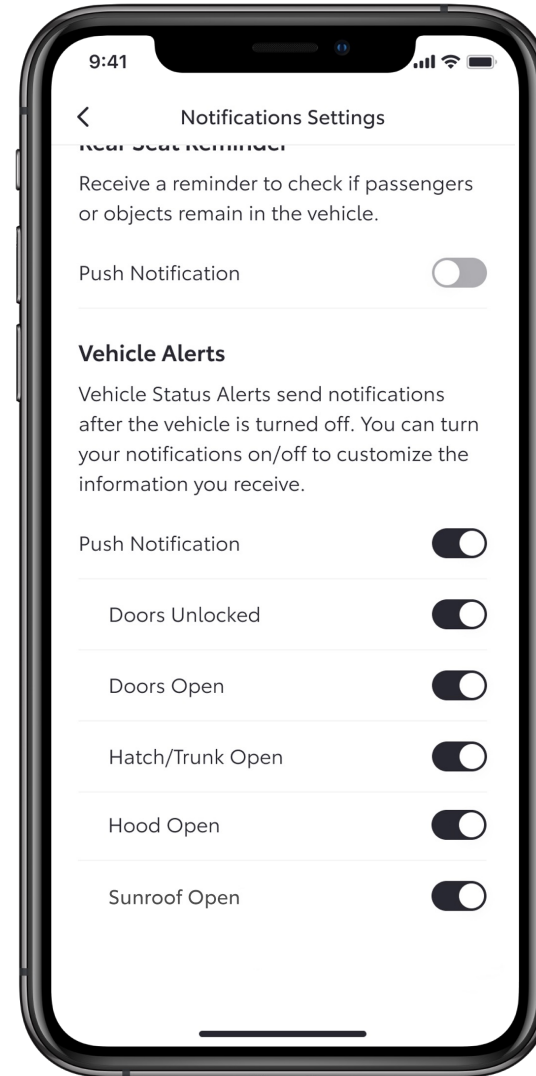 9:41
Notifications Settings
Rear Seat Reminder
Receive a reminder to check if passengers
or objects remain in the vehicle.
Push Notification
Vehicle Alerts
Vehicle Status Alerts send notifications
after the vehicle is turned off. You can turn
your notifications on/off to customize the
information you receive.
Push Notification
Doors Unlocked
Doors Open
Hatch/Trunk Open
Hood Open
Sunroof Open